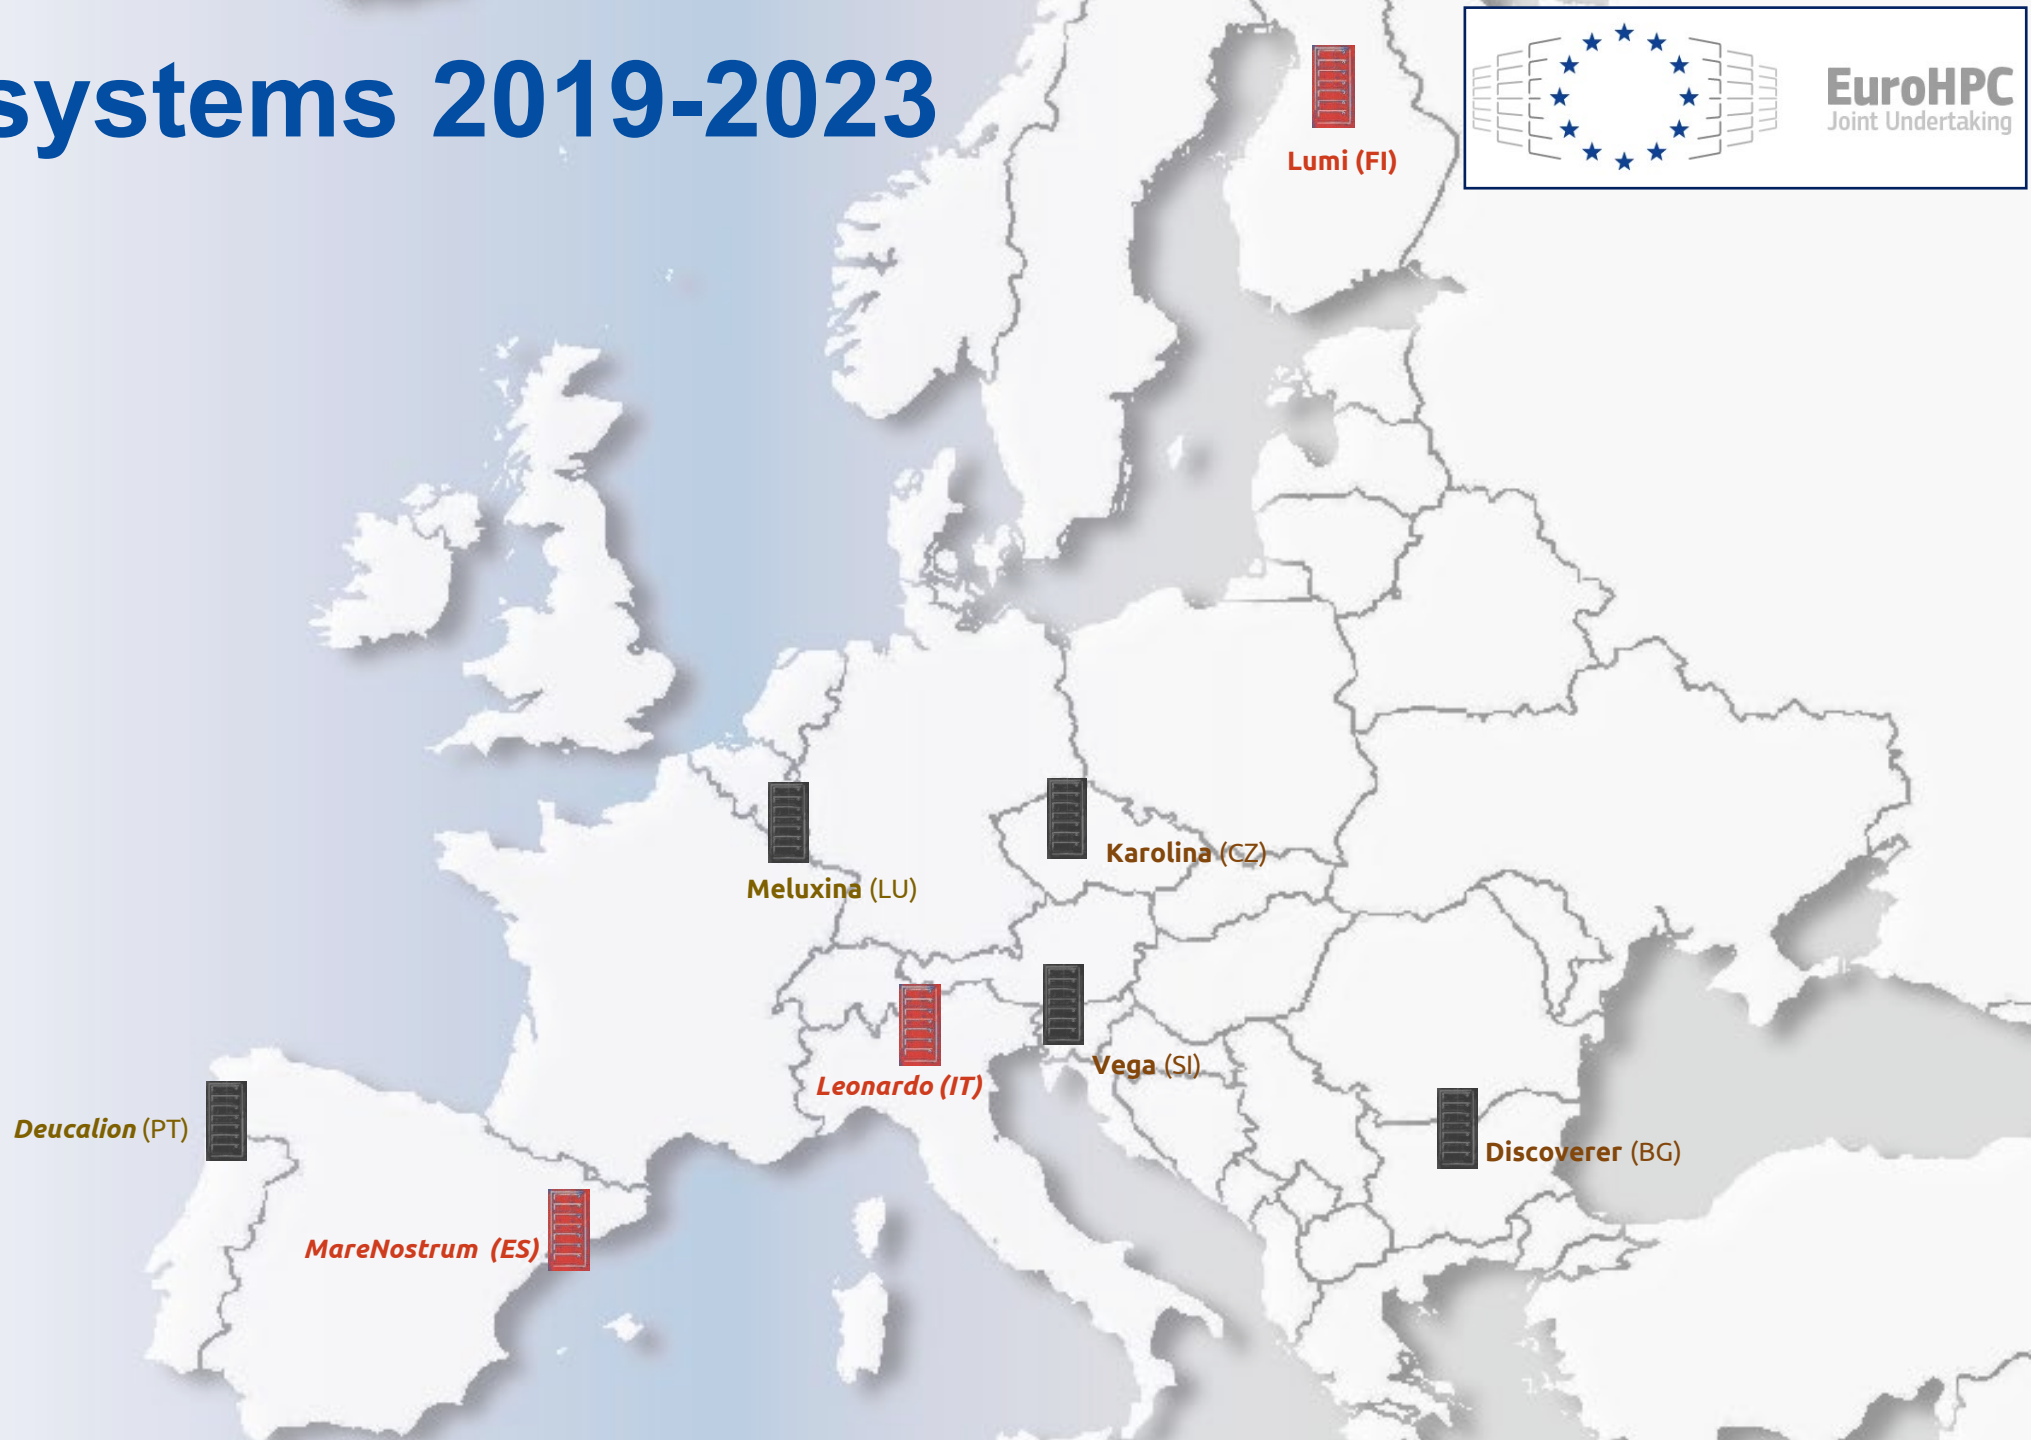 systems 2019-2023
EuroHPC
Joint Undertaking
Lumi (FI)
Karolina (CZ)
Meluxina (LU)
Vega (SI)
Leonardo (IT)
Deucalion (PT)
Discoverer (BG)
MareNostrum (ES)